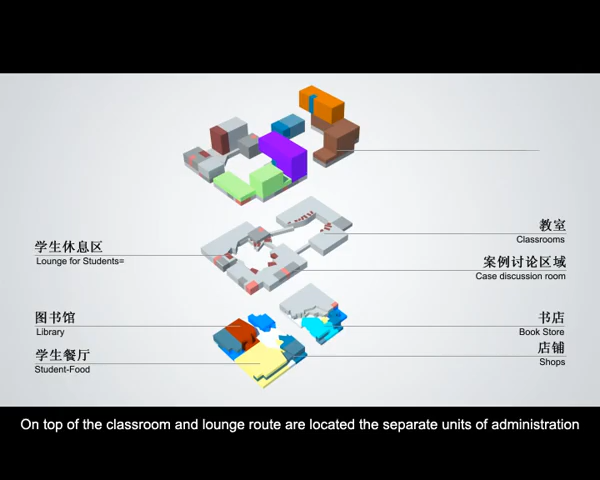 教室
Classrooms
学生休息区
Lounge for Students=
案例讨论区域
Case discussion room
图书馆
Library
书店
Book Store
学生餐厅
Student-Food
店铺
Shops
On top of the classroom and lounge route are located the separate units of administration